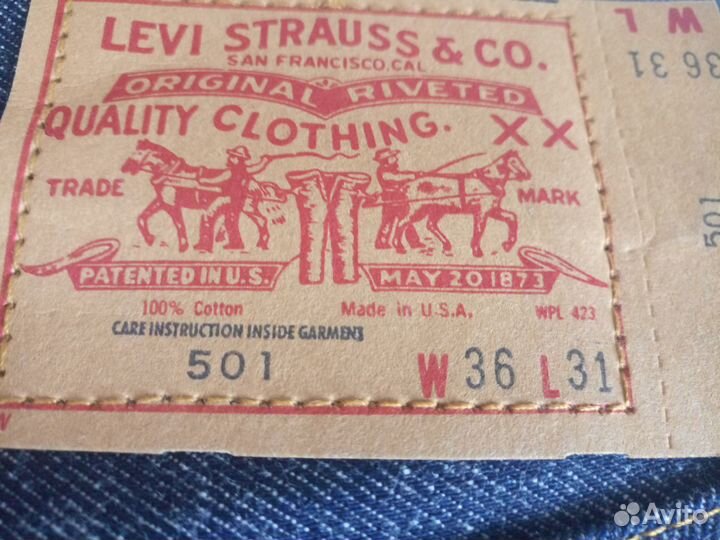 LEVI STRAUSS & CO.
SAN FRANCISCO, CAL
ORIGINAL RIVETED
QUALITY CLOTHING. XX
TRADE MARK
PATENTED IN U.S. MAY 20 1873
100% Cotton Made in U.S.A. WPL 423
CARE INSTRUCTION INSIDE GARMENT
501 W 36 L 31
W L
36 31
501
Avito